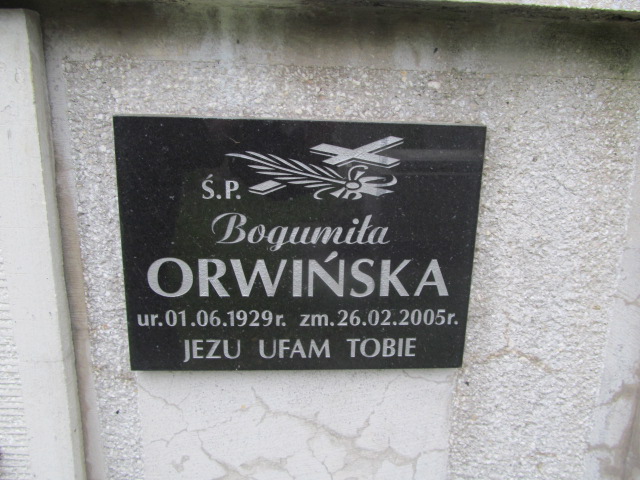 Ś.P.
Bogumiła
ORWIŃSKA
ur.01.06.1929r. zm.26.02.2005r.
JEZU UFAM TOBIE